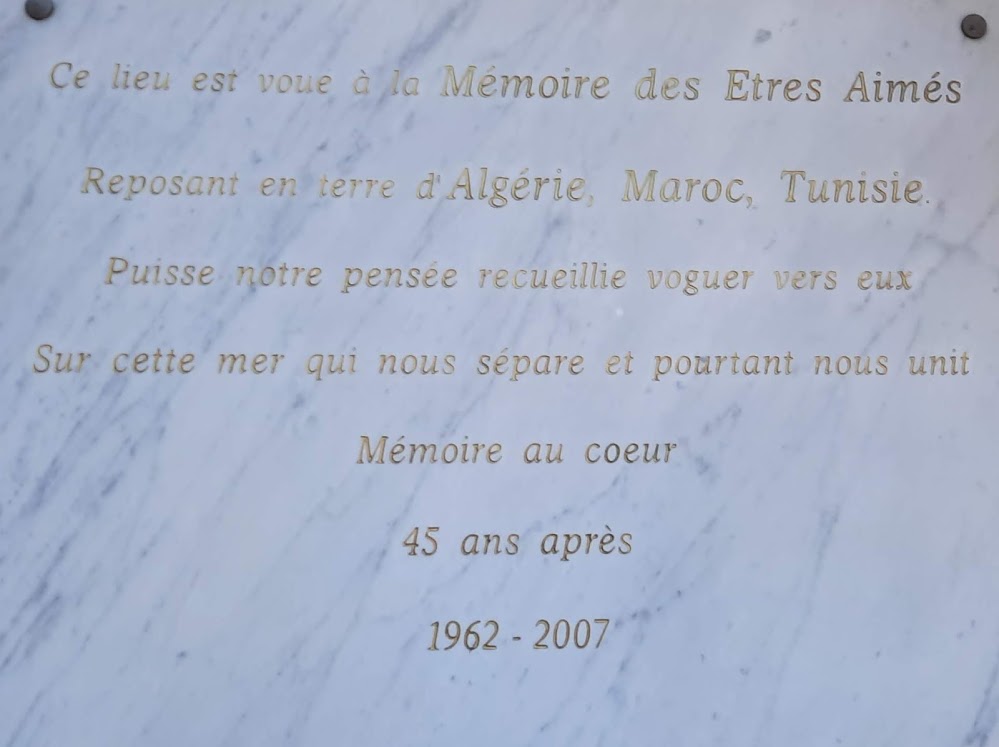 Ce lieu est voue à la Mémoire des Etres Aimés
Reposant en terre d'Algérie, Maroc, Tunisie.
Puisse notre pensée recueillie voguer vers eux
Sur cette mer qui nous sépare et pourtant nous unit
Mémoire au coeur
45 ans après
1962 - 2007